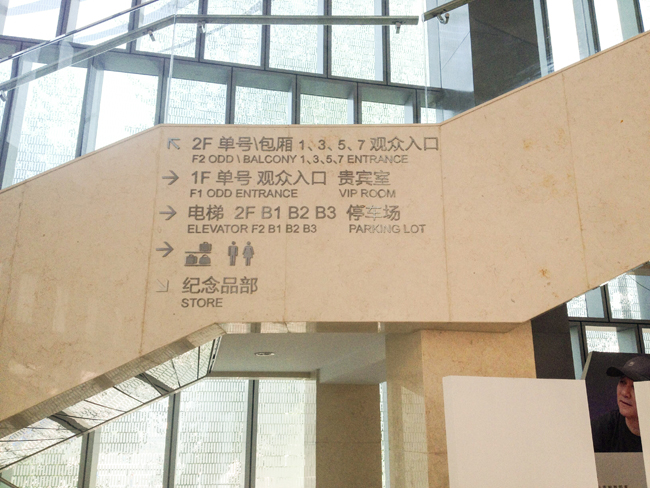 2F 单号\包厢 1、3、5、7 观众入口
F2 ODD \ BALCONY 1、3、5、7 ENTRANCE
1F 单号 观众入口 贵宾室
F1 ODD ENTRANCE VIP ROOM
电梯 2F B1 B2 B3 停车场
ELEVATOR F2 B1 B2 B3 PARKING LOT
纪念品部
STORE